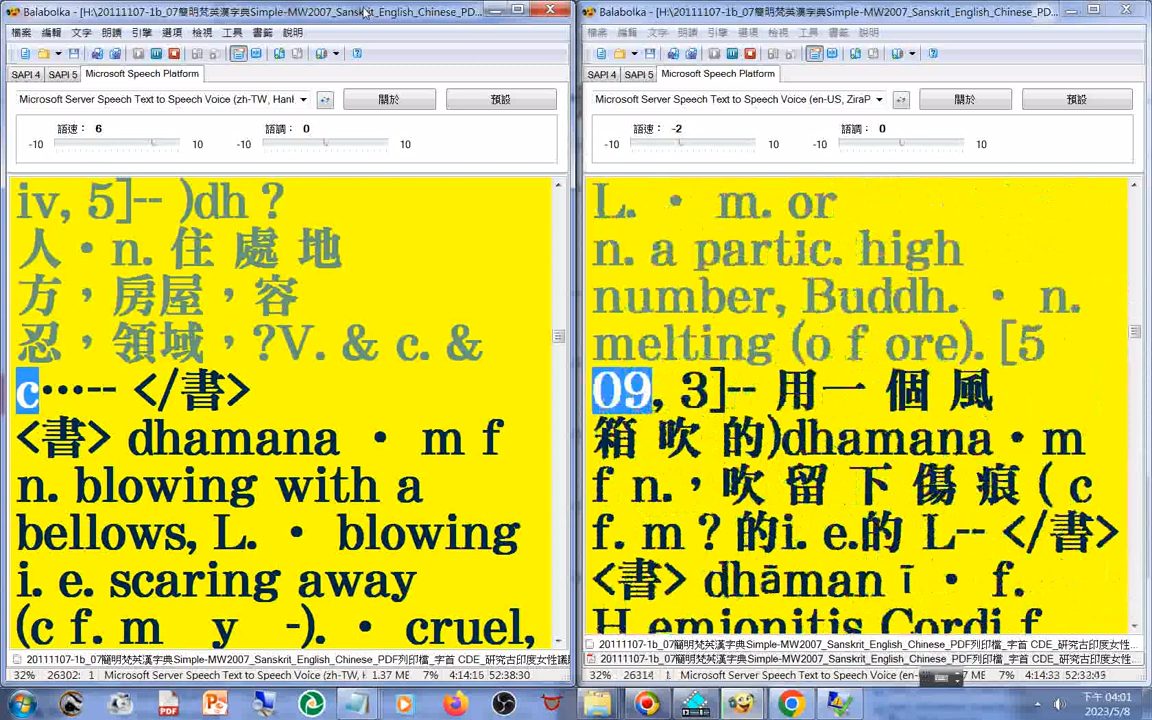 Balabolka - [H:\20111107-1b_07簡明梵英漢字典Simple-MW2007_Sanskrit_English_Chinese_PD...
檔案 編輯 文字 朗讀 引擎 選項 檢視 工具 書籤 說明
SAPI 4 SAPI 5 Microsoft Speech Platform
Microsoft Server Speech Text to Speech Voice (zh-TW, HanH
關於
預設
語速： 6
語調： 0
-10 10 -10 10
iv, 5]-- )dh ?
人・n. 住 處 地
方，房屋，容
忍，領域，?V. & c. &
c…-- </書>
<書> dhamana ・ m f
n. blowing with a
bellows, L. ・ blowing
i. e. scaring away
(c f. m y -). ・ cruel,
20111107-1b_07簡明梵英漢字典Simple-MW2007_Sanskrit_English_Chinese_PDF列印檔_字首 CDE_研究古印度女性議
32% 26302: 1 Microsoft Server Speech Text to Speech Voice (zh-TW, H 1.37 ME 7% 4:14:15 52:38:30
Balabolka - [H:\20111107-1b_07簡明梵英漢字典Simple-MW2007_Sanskrit_English_Chinese_PD...
檔案 編輯 文字 朗讀 引擎 選項 檢視 工具 書籤 說明
SAPI 4 SAPI 5 Microsoft Speech Platform
Microsoft Server Speech Text to Speech Voice (en-US, ZiraP
關於
預設
語速： -2
語調： 0
-10 10 -10 10
L. ・ m. or
n. a partic. high
number, Buddh. ・ n.
melting (o f ore). [5
09, 3]-- 用一 個 風
箱 吹 的)dhamana・m
f n.，吹 留 下 傷 痕 ( c
f. m ? 的i. e.的 L-- </書>
<書> dhāman ī ・ f.
H emionitis Cordi f
20111107-1b_07簡明梵英漢字典Simple-MW2007_Sanskrit_English_Chinese_PDF列印檔_字首 CDE_研究古印度女性
20111107-1b_07簡明梵英漢字典Simple-MW2007_Sanskrit_English_Chinese_PDF列印檔_字首 CDE_研究古印度女性
32% 26314 Microsoft Server Speech Text to Speech 7% 4:14:33
下午 04:01
2023/5/8